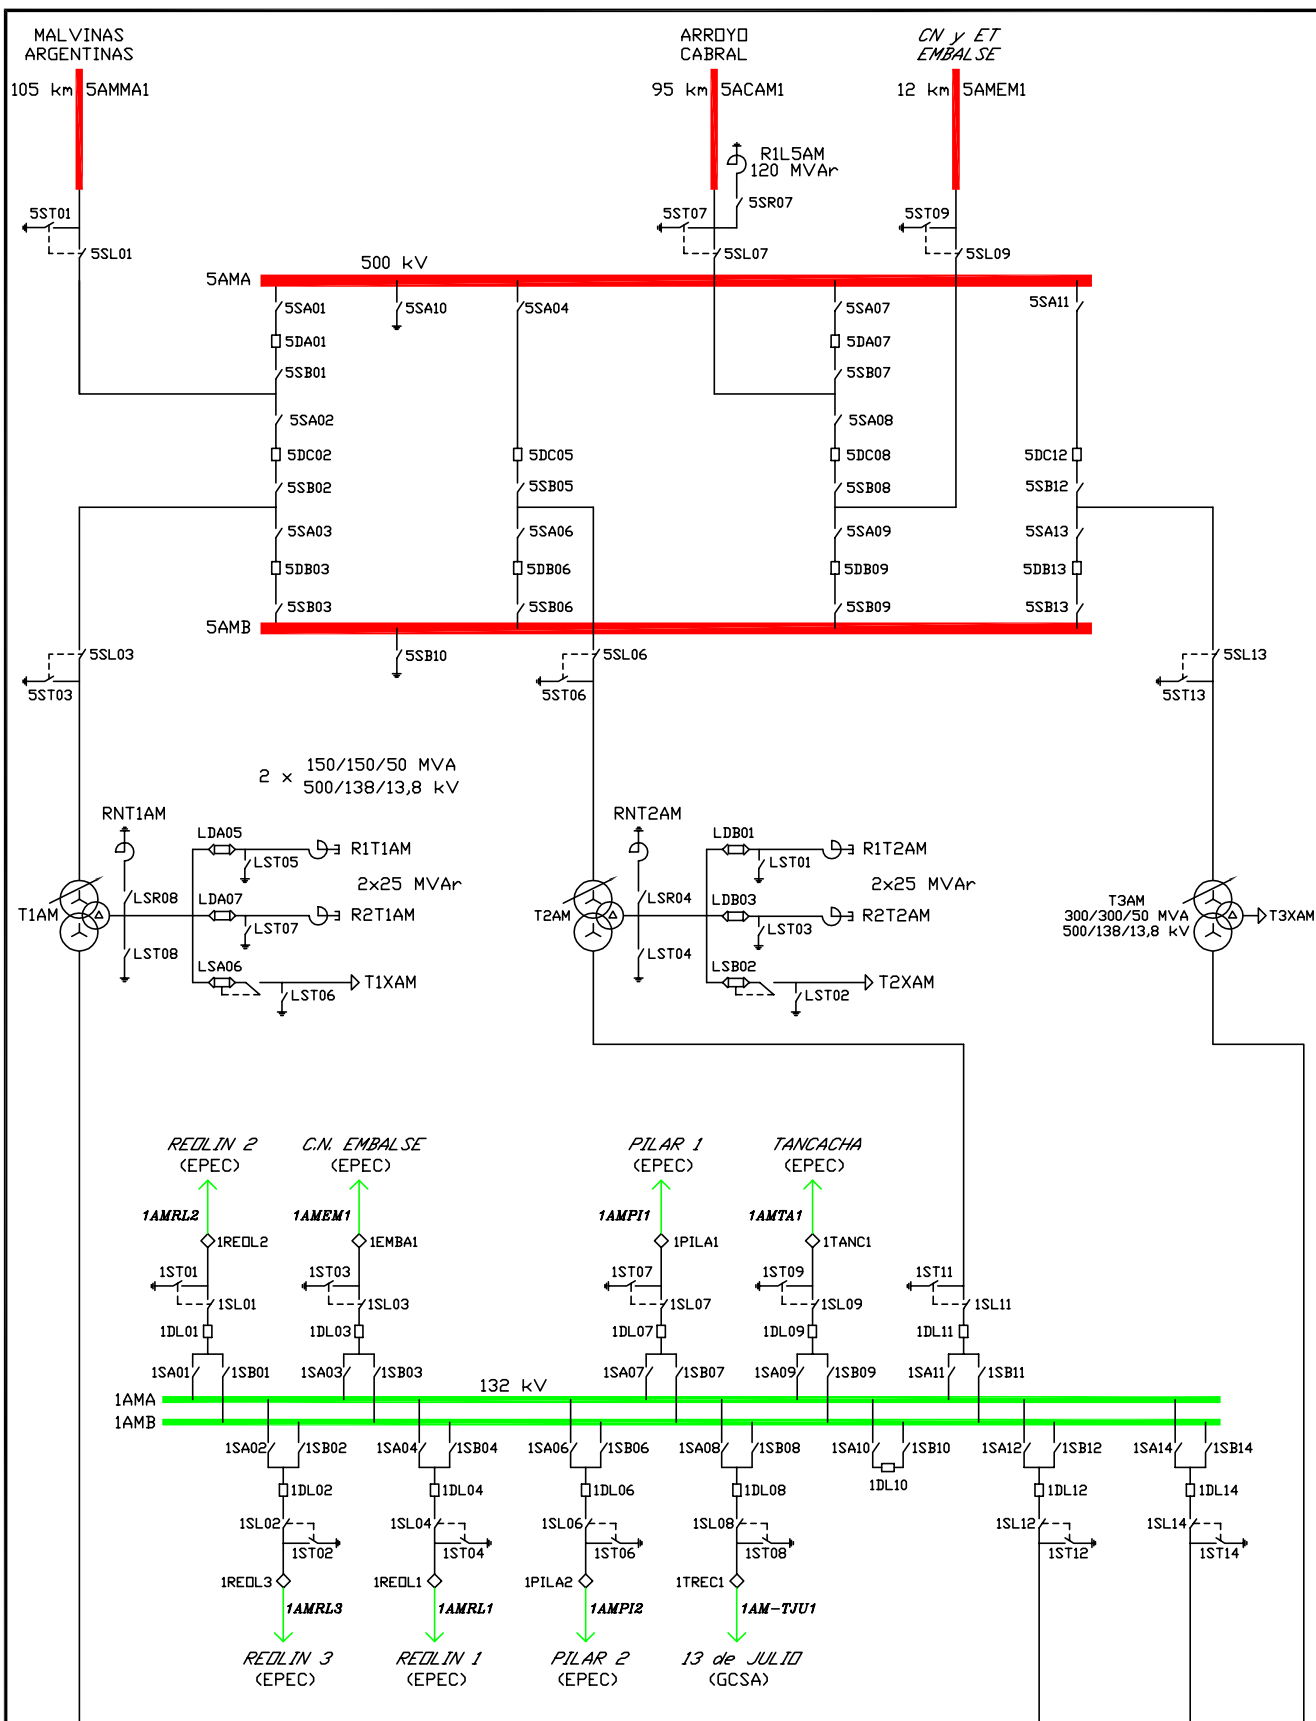 MALVINAS
ARGENTINAS
ARROYO
CABRAL
CN y ET
EMBALSE
105 km 5AMMA1
95 km 5ACAM1
12 km 5AMEM1
R1L5AM
120 MVAr
5ST01
5ST07
5SR07
5ST09
5SL01
5SL07
5SL09
500 kV
5AMA
5SA01
5SA10
5SA04
5SA07
5SA11
5DA01
5DA07
5SB01
5SB07
5SA02
5SA08
5DC02
5DC05
5DC08
5DC12
5SB02
5SB05
5SB08
5SB12
5SA03
5SA06
5SA09
5SA13
5DB03
5DB06
5DB09
5DB13
5SB03
5SB06
5SB09
5SB13
5AMB
5SL03
5SB10
5SL06
5SL13
5ST03
5ST06
5ST13
2 x
150/150/50 MVA
500/138/13,8 kV
RNT1AM
RNT2AM
LDA05
R1T1AM
LDB01
R1T2AM
LST05
LST01
2x25 MVAr
2x25 MVAr
T1AM
LSR08
LDA07
R2T1AM
T2AM
LSR04
LDB03
R2T2AM
T3AM
300/300/50 MVA
500/138/13,8 kV
T3XAM
LST07
LST03
LST08
LST04
LSA06
T1XAM
LSB02
T2XAM
LST06
LST02
REOLIN 2
(EPEC)
C.N. EMBALSE
(EPEC)
PILAR 1
(EPEC)
TANCACHA
(EPEC)
1AMRL2
1AMEM1
1AMPI1
1AMTA1
1REOL2
1EMBA1
1PILA1
1TANC1
1ST01
1ST03
1ST07
1ST09
1ST11
1SL01
1SL03
1SL07
1SL09
1SL11
1DL01
1DL03
1DL07
1DL09
1DL11
1SA01
1SB01
1SA03
1SB03
1SA07
1SB07
1SA09
1SB09
1SA11
1SB11
132 kV
1AMA
1AMB
1SA02
1SB02
1SA04
1SB04
1SA06
1SB06
1SA08
1SB08
1SA10
1SB10
1SA12
1SB12
1SA14
1SB14
1DL02
1DL04
1DL06
1DL08
1DL10
1DL12
1DL14
1SL02
1SL04
1SL06
1SL08
1SL12
1SL14
1ST02
1ST04
1ST06
1ST08
1ST12
1ST14
1REOL3
1REOL1
1PILA2
1TREC1
1AMRL3
1AMRL1
1AMPI2
1AM-TJU1
REOLIN 3
(EPEC)
REOLIN 1
(EPEC)
PILAR 2
(EPEC)
13 de JULIO
(GCSA)